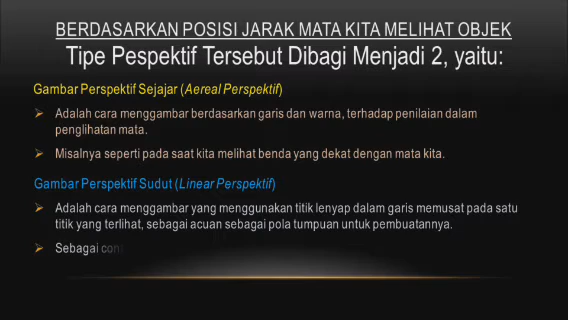 BERDASARKAN POSISI JARAK MATA KITA MELIHAT OBJEK
Tipe Pespektif Tersebut Dibagi Menjadi 2, yaitu:
Gambar Perspektif Sejajar (Aereal Perspektif)
Adalah cara menggambar berdasarkan garis dan warna, terhadap penilaian dalam
penglihatan mata.
Misalnya seperti pada saat kita melihat benda yang dekat dengan mata kita.
Gambar Perspektif Sudut (Linear Perspektif)
Adalah cara menggambar yang menggunakan titik lenyap dalam garis memusat pada satu
titik yang terlihat, sebagai acuan sebagai pola tumpuan untuk pembuatannya.
Sebagai